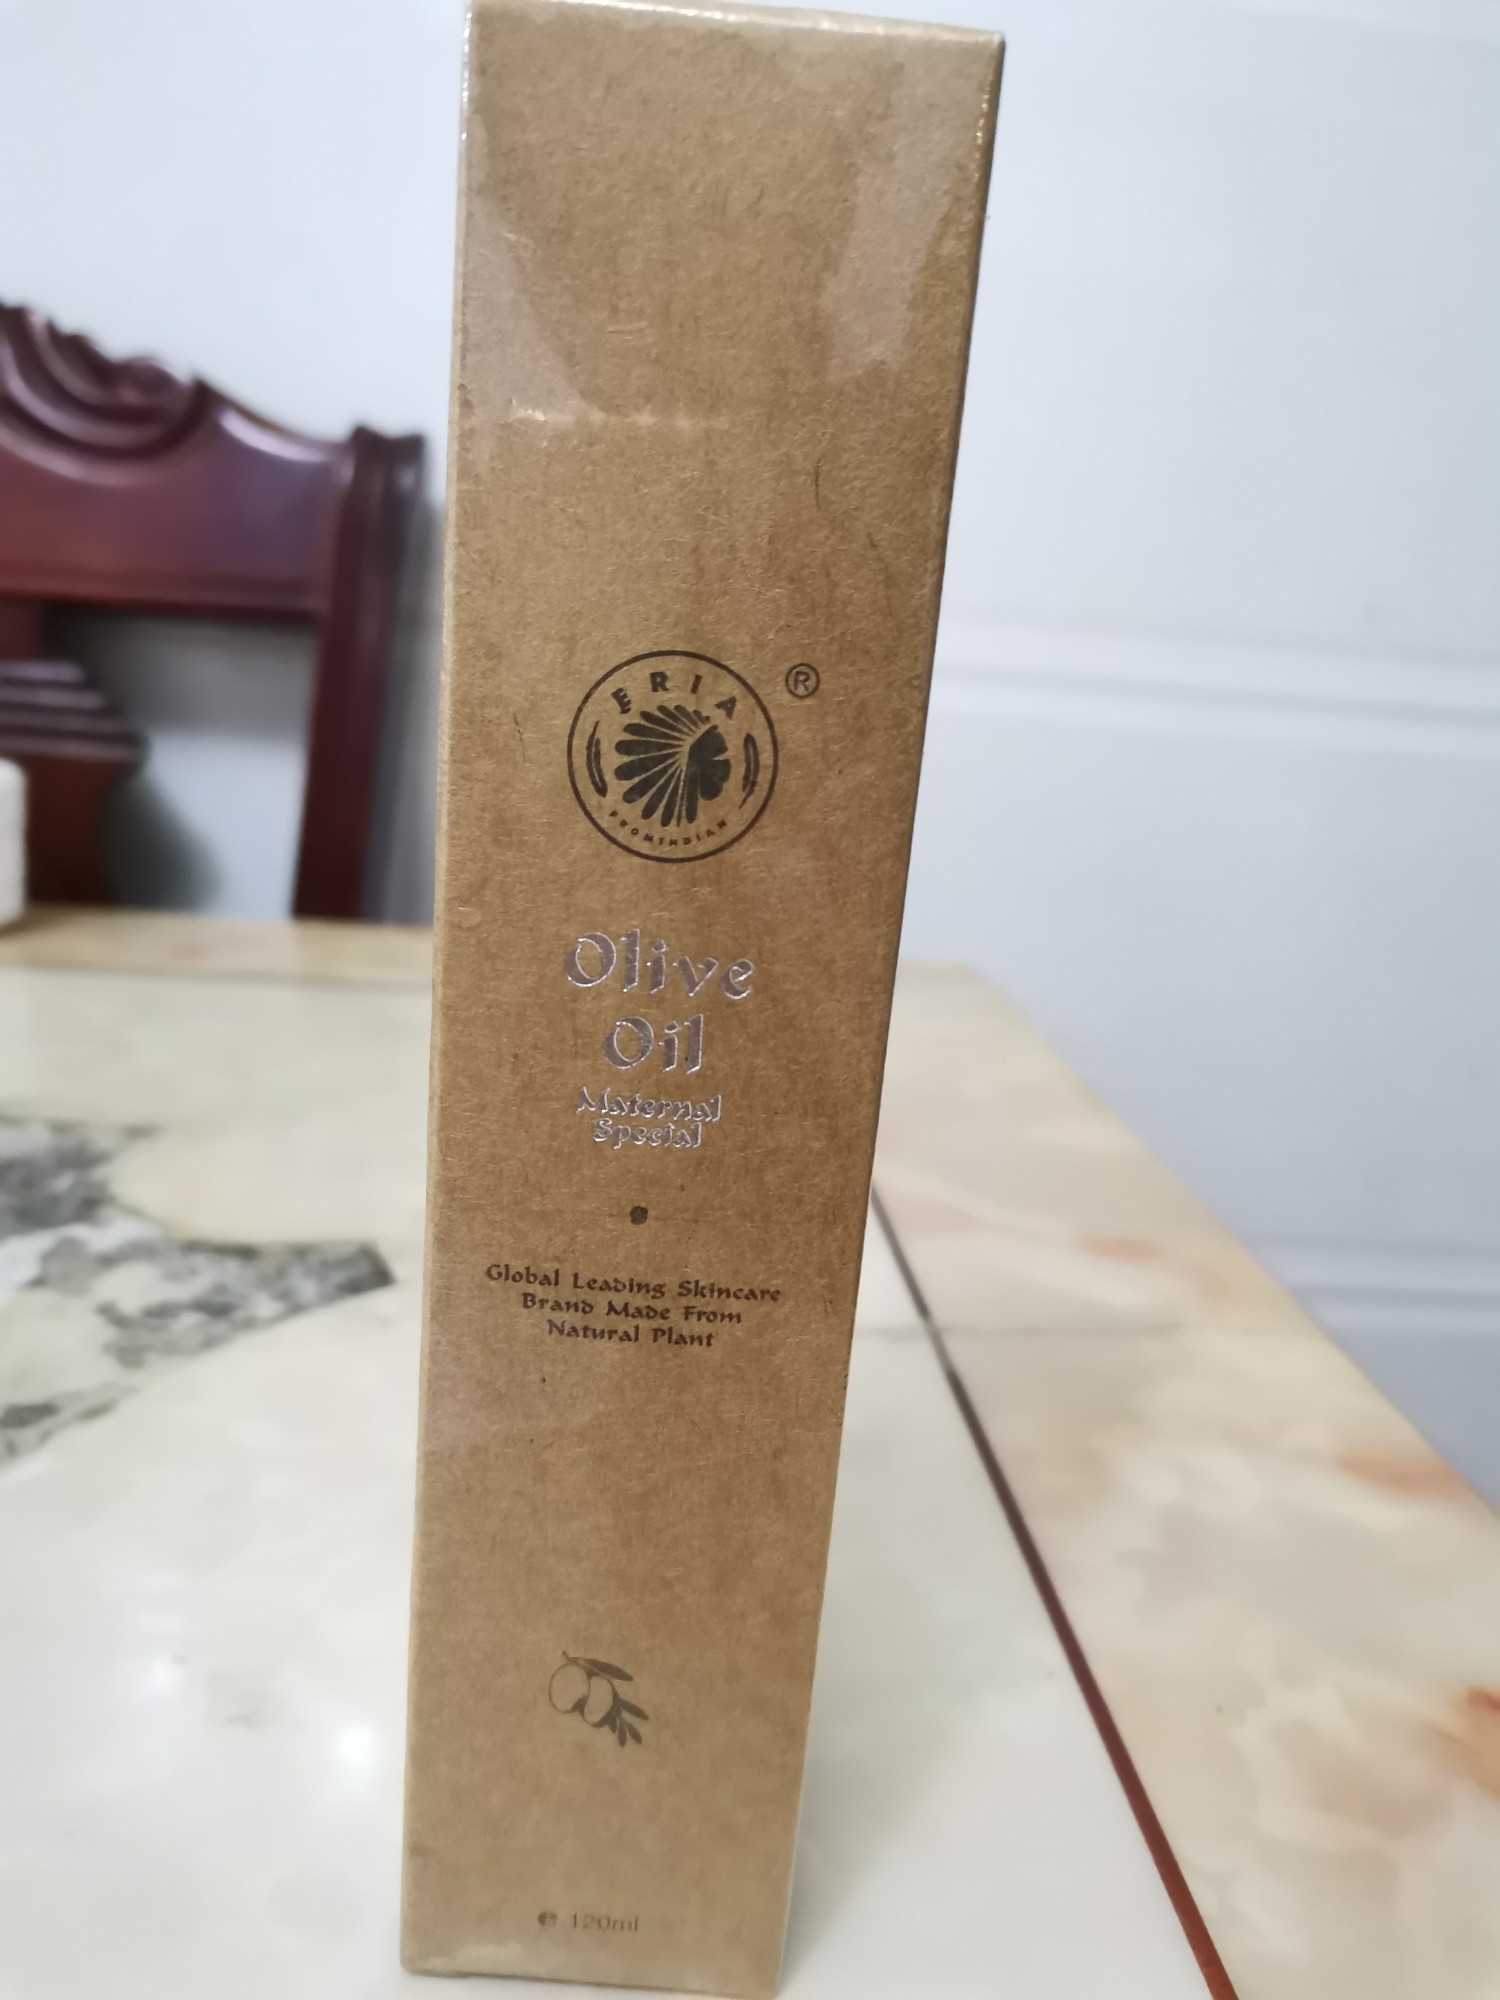 ERIA
®
FROMINDIAN
Olive
Oil
Maternal
Special
Global Leading Skincare
Brand Made From
Natural Plant
℮ 120ml